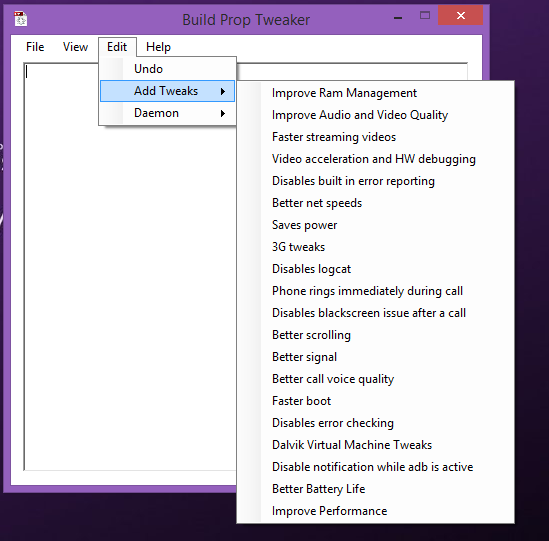 Build Prop Tweaker
File View Edit Help
Undo
Add Tweaks
Daemon
Improve Ram Management
Improve Audio and Video Quality
Faster streaming videos
Video acceleration and HW debugging
Disables built in error reporting
Better net speeds
Saves power
3G tweaks
Disables logcat
Phone rings immediately during call
Disables blackscreen issue after a call
Better scrolling
Better signal
Better call voice quality
Faster boot
Disables error checking
Dalvik Virtual Machine Tweaks
Disable notification while adb is active
Better Battery Life
Improve Performance